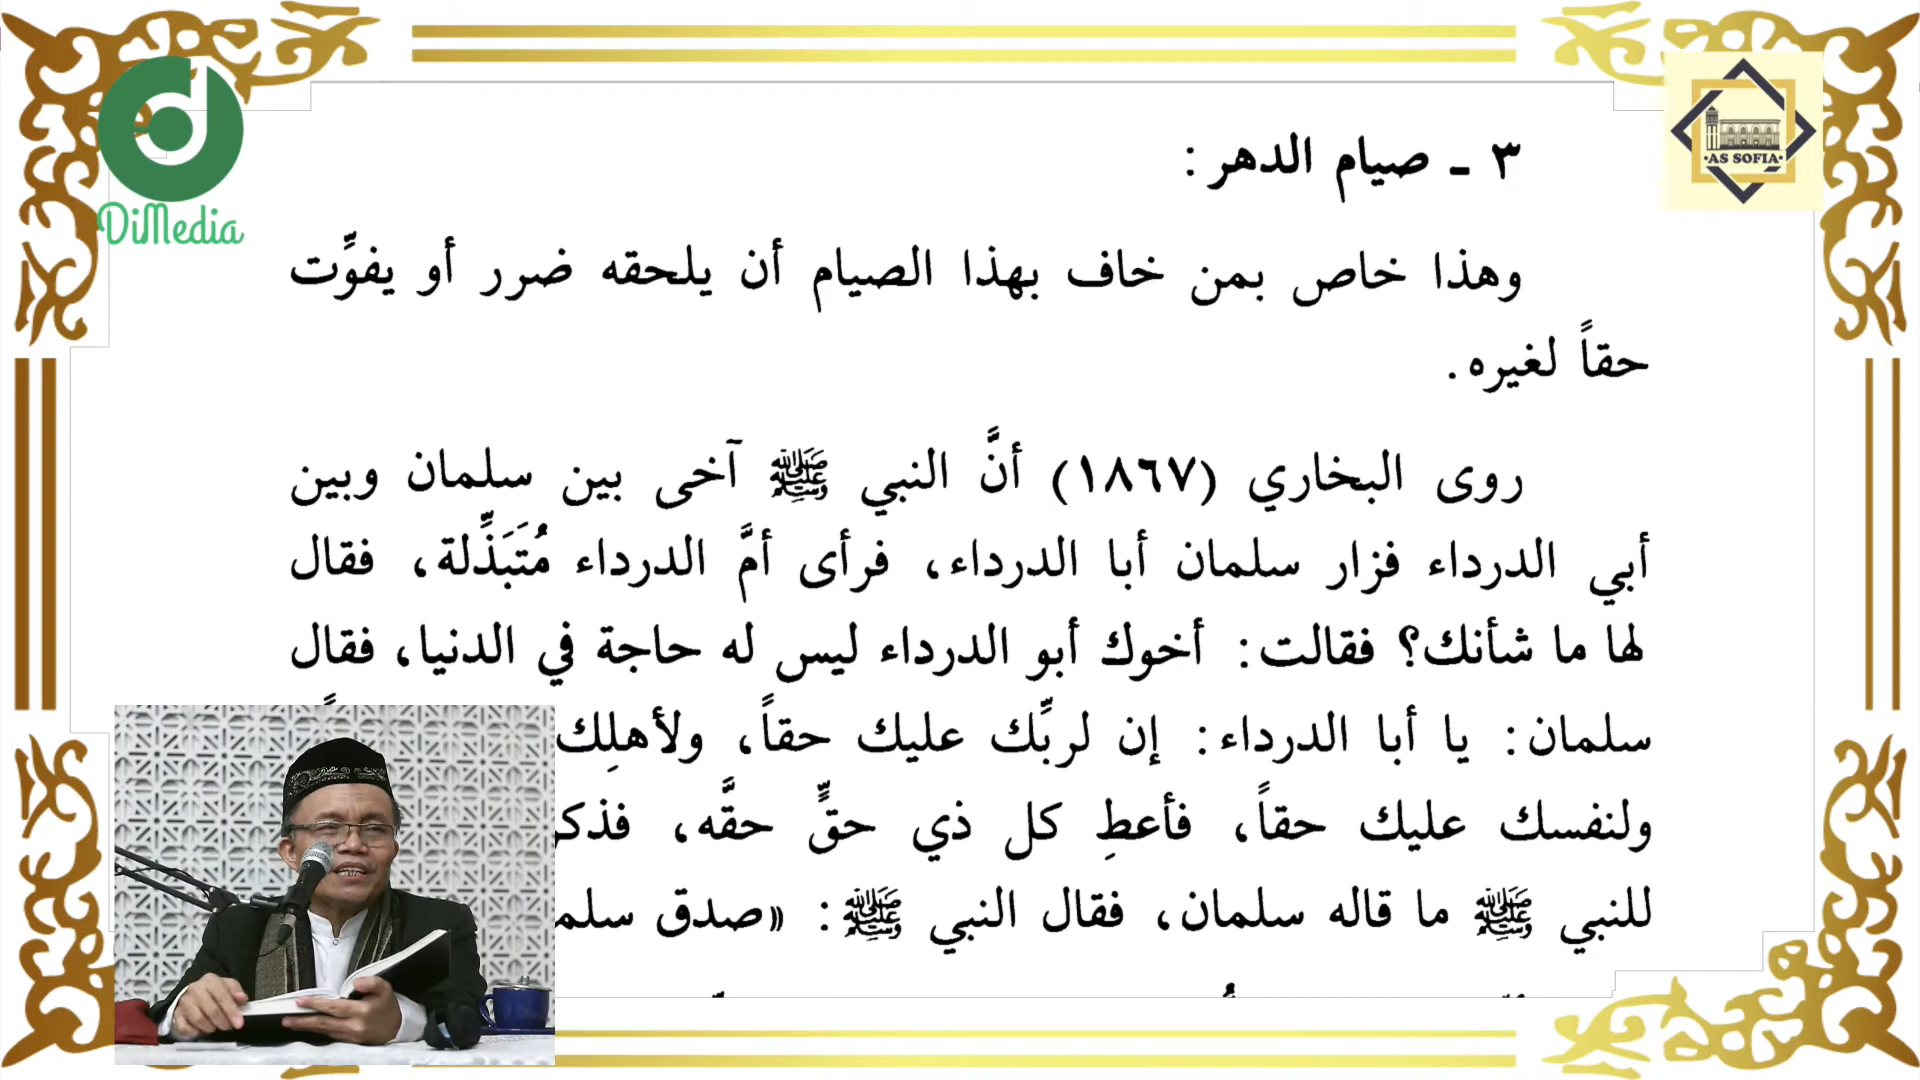 DiMedia
AS SOFIA
٣ ـ صيام الدهر :
وهذا خاص بمن خاف بهذا الصيام أن يلحقه ضرر أو يفوِّت
حقاً لغيره .
روى البخاري (١٨٦٧) أنَّ النبي ﷺ آخى بين سلمان وبين
أبي الدرداء فزار سلمان أبا الدرداء، فرأى أمَّ الدرداء مُتَبَذِّلة، فقال
لها ما شأنك؟ فقالت : أخوك أبو الدرداء ليس له حاجة في الدنيا، فقال
سلمان : يا أبا الدرداء : إن لربِّك عليك حقاً، ولأهلِك
ولنفسك عليك حقاً، فأعطِ كل ذي حقٍّ حقَّه،
للنبي ﷺ ما قاله سلمان، فقال النبي ﷺ : «صدق